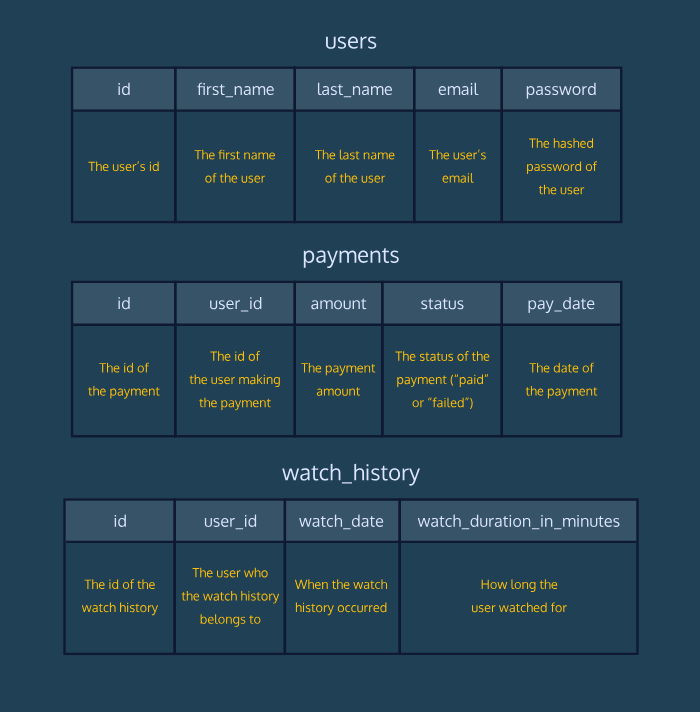 users
id first_name last_name email password
The user’s id
The first name
of the user
The last name
of the user
The user’s
email
The hashed
password of
the user
payments
id user_id amount status pay_date
The id of
the payment
The id of
the user making
the payment
The payment
amount
The status of the
payment (“paid”
or “failed”)
The date of
the payment
watch_history
id user_id watch_date watch_duration_in_minutes
The id of the
watch history
The user who
the watch history
belongs to
When the watch
history occurred
How long the
user watched for